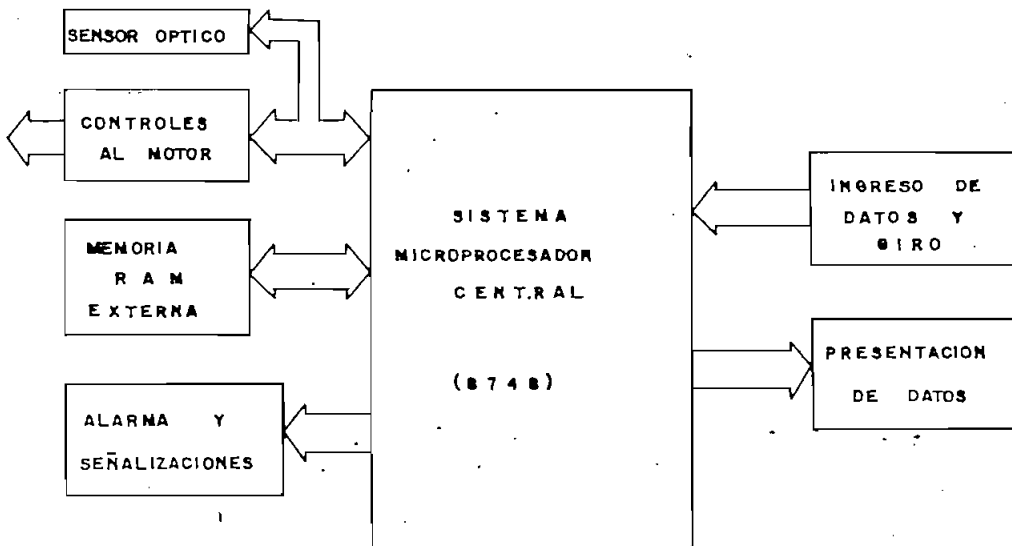 SENSOR OPTICO
CONTROLES
AL MOTOR
MEMORIA
RAM
EXTERNA
ALARMA Y
SEÑALIZACIONES
SISTEMA
MICROPROCESADOR
CENTRAL
(8748)
INGRESO DE
DATOS Y
GIRO
PRESENTACION
DE DATOS